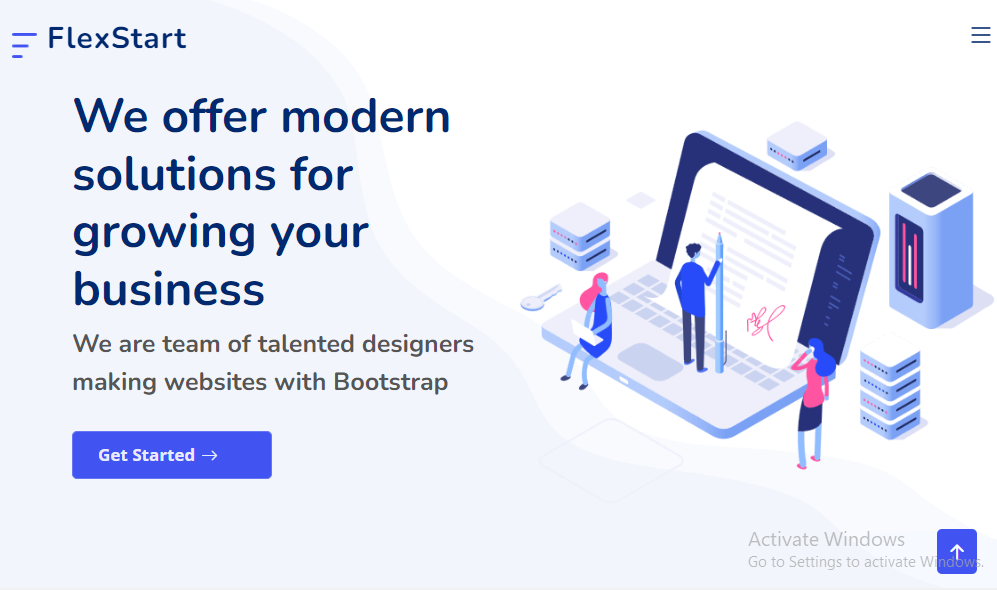 FlexStart
We offer modern
solutions for
growing your
business
We are team of talented designers
making websites with Bootstrap
Get Started →
Activate Windows
Go to Settings to activate Windows.